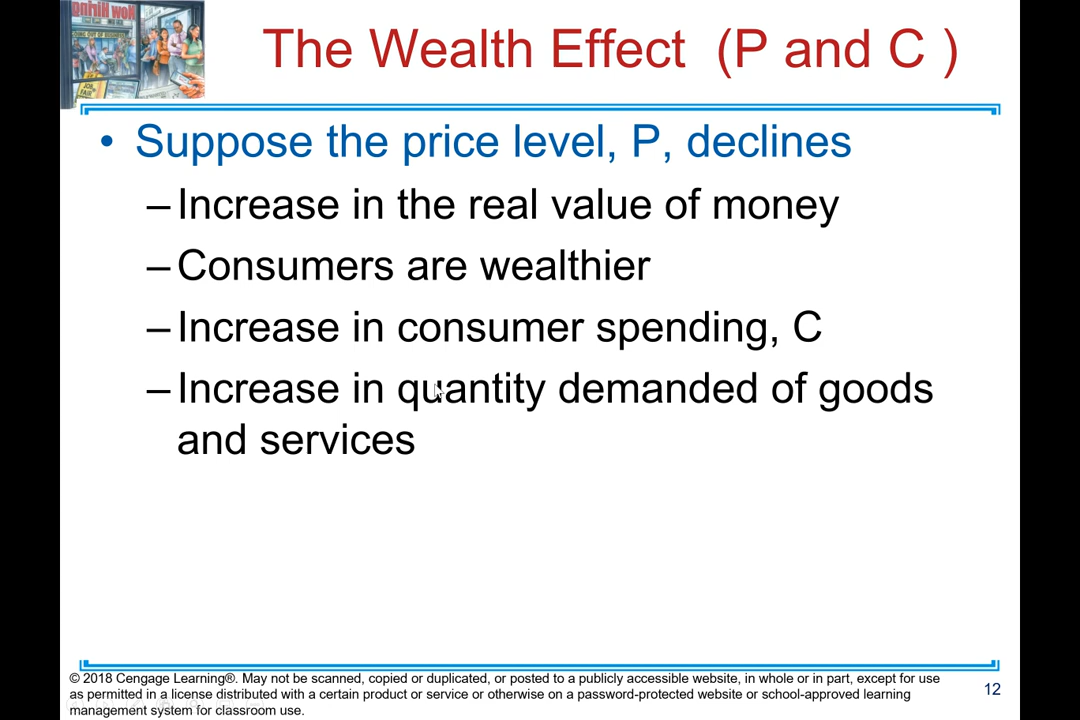 The Wealth Effect (P and C )
• Suppose the price level, P, declines
– Increase in the real value of money
– Consumers are wealthier
– Increase in consumer spending, C
– Increase in quantity demanded of goods
and services
© 2018 Cengage Learning®. May not be scanned, copied or duplicated, or posted to a publicly accessible website, in whole or in part, except for use
as permitted in a license distributed with a certain product or service or otherwise on a password-protected website or school-approved learning
management system for classroom use.
12